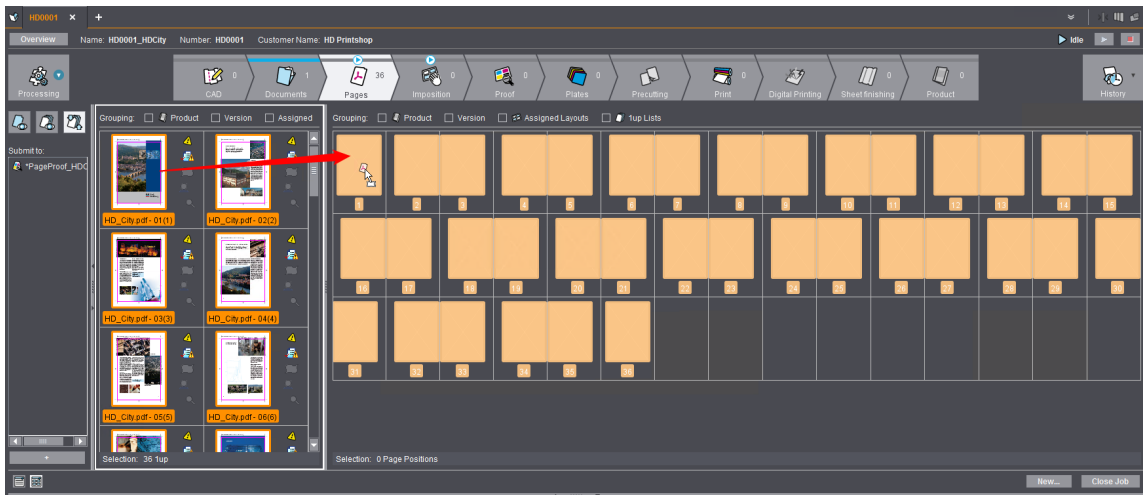 HD0001 × +
Overview Name: HD0001_HDCity Number: HD0001 Customer Name: HD Printshop Idle
0 1 36 0 0 0 0 0 0
Processing CAD Documents Pages Imposition Proof Plates Precutting Print Digital Printing Sheet finishing Product History
Grouping: Product Version Assigned
Grouping: Product Version Assigned Layouts 1up Lists
Submit to:
*PageProof_HDC
HD_City.pdf - 01(1) HD_City.pdf - 02(2)
HD_City.pdf - 03(3) HD_City.pdf - 04(4)
HD_City.pdf - 05(5) HD_City.pdf - 06(6)
1 2 3 4 5 6 7 8 9 10 11 12 13 14 15
16 17 18 19 20 21 22 23 24 25 26 27 28 29 30
31 32 33 34 35 36
+
Selection: 36 1up
Selection: 0 Page Positions
New... Close Job